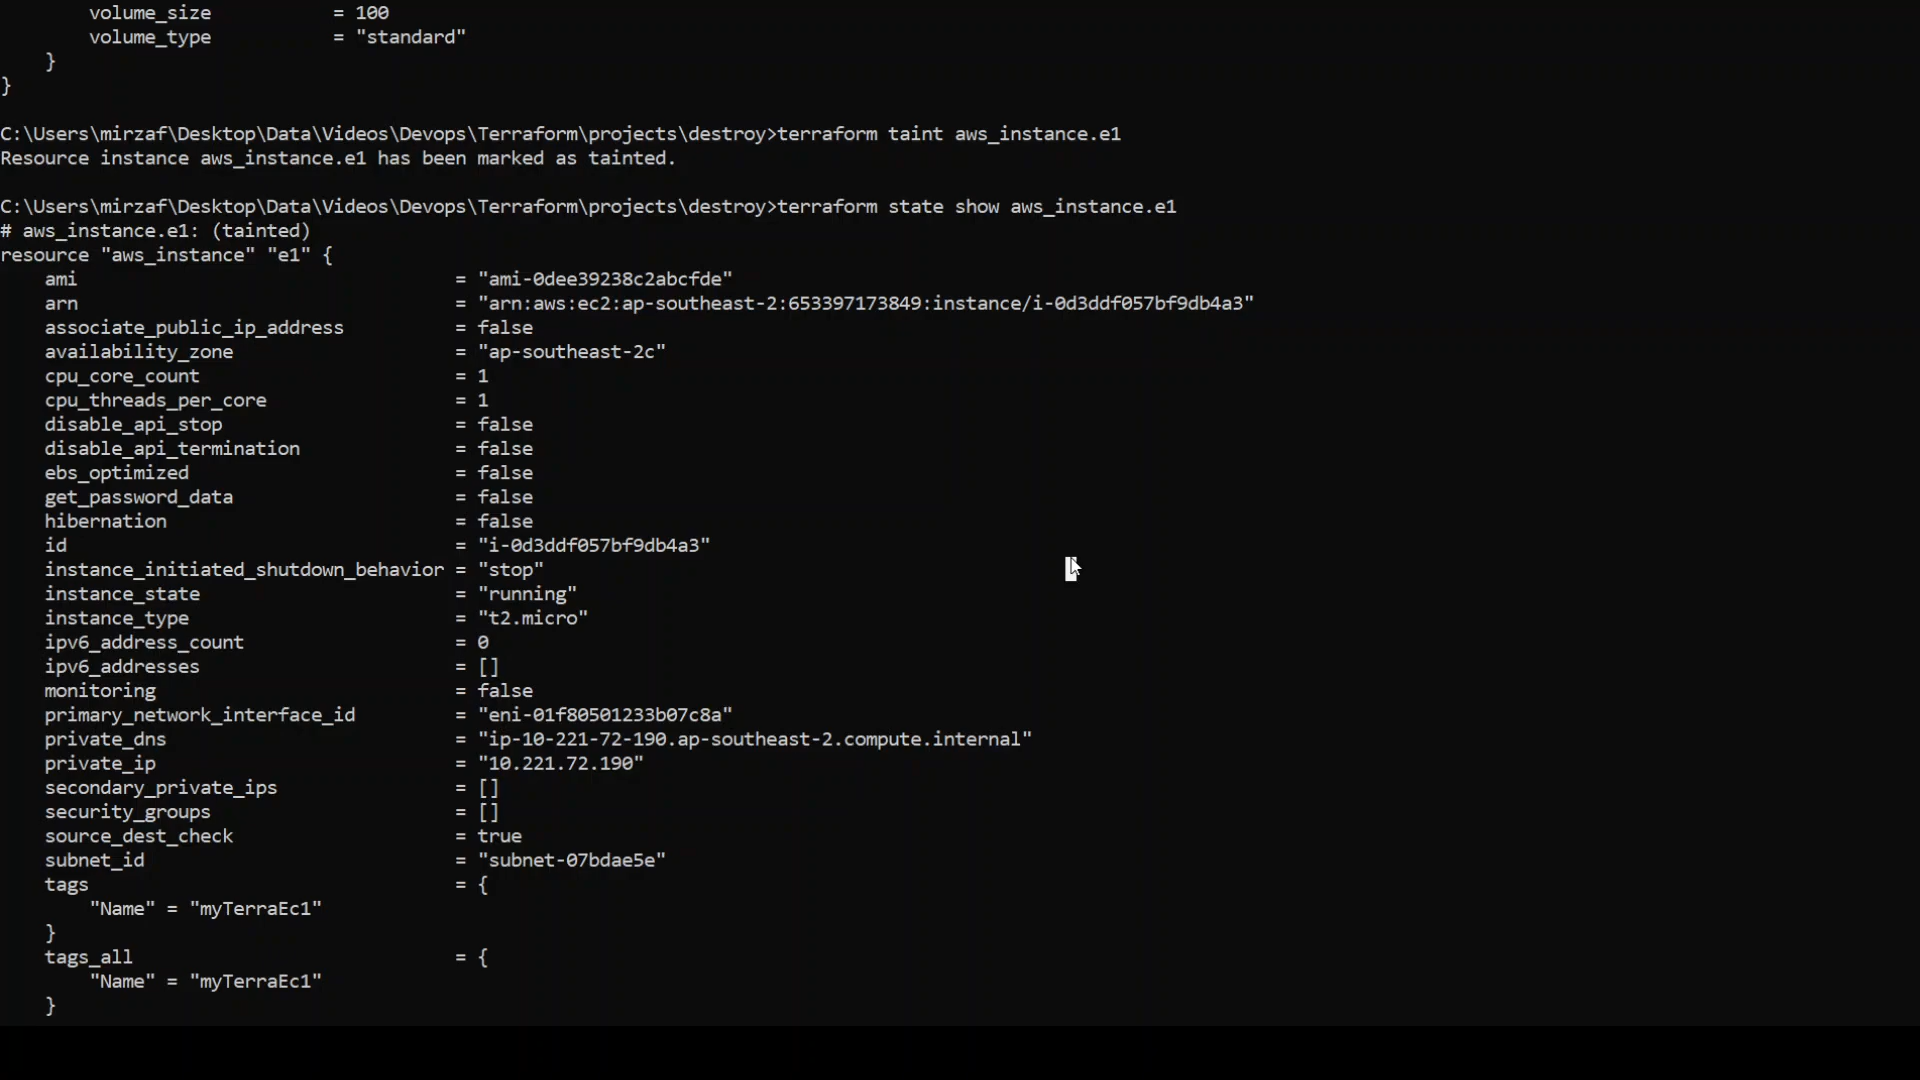 volume_size           = 100
        volume_type           = "standard"
    }
}

C:\Users\mirzaf\Desktop\Data\Videos\Devops\Terraform\projects\destroy>terraform taint aws_instance.e1
Resource instance aws_instance.e1 has been marked as tainted.

C:\Users\mirzaf\Desktop\Data\Videos\Devops\Terraform\projects\destroy>terraform state show aws_instance.e1
# aws_instance.e1: (tainted)
resource "aws_instance" "e1" {
    ami                                  = "ami-0dee39238c2abcfde"
    arn                                  = "arn:aws:ec2:ap-southeast-2:653397173849:instance/i-0d3ddf057bf9db4a3"
    associate_public_ip_address          = false
    availability_zone                    = "ap-southeast-2c"
    cpu_core_count                       = 1
    cpu_threads_per_core                 = 1
    disable_api_stop                     = false
    disable_api_termination              = false
    ebs_optimized                        = false
    get_password_data                    = false
    hibernation                          = false
    id                                   = "i-0d3ddf057bf9db4a3"
    instance_initiated_shutdown_behavior = "stop"
    instance_state                       = "running"
    instance_type                        = "t2.micro"
    ipv6_address_count                   = 0
    ipv6_addresses                       = []
    monitoring                           = false
    primary_network_interface_id         = "eni-01f80501233b07c8a"
    private_dns                          = "ip-10-221-72-190.ap-southeast-2.compute.internal"
    private_ip                           = "10.221.72.190"
    secondary_private_ips                = []
    security_groups                      = []
    source_dest_check                    = true
    subnet_id                            = "subnet-07bdae5e"
    tags                                 = {
        "Name" = "myTerraEc1"
    }
    tags_all                             = {
        "Name" = "myTerraEc1"
    }